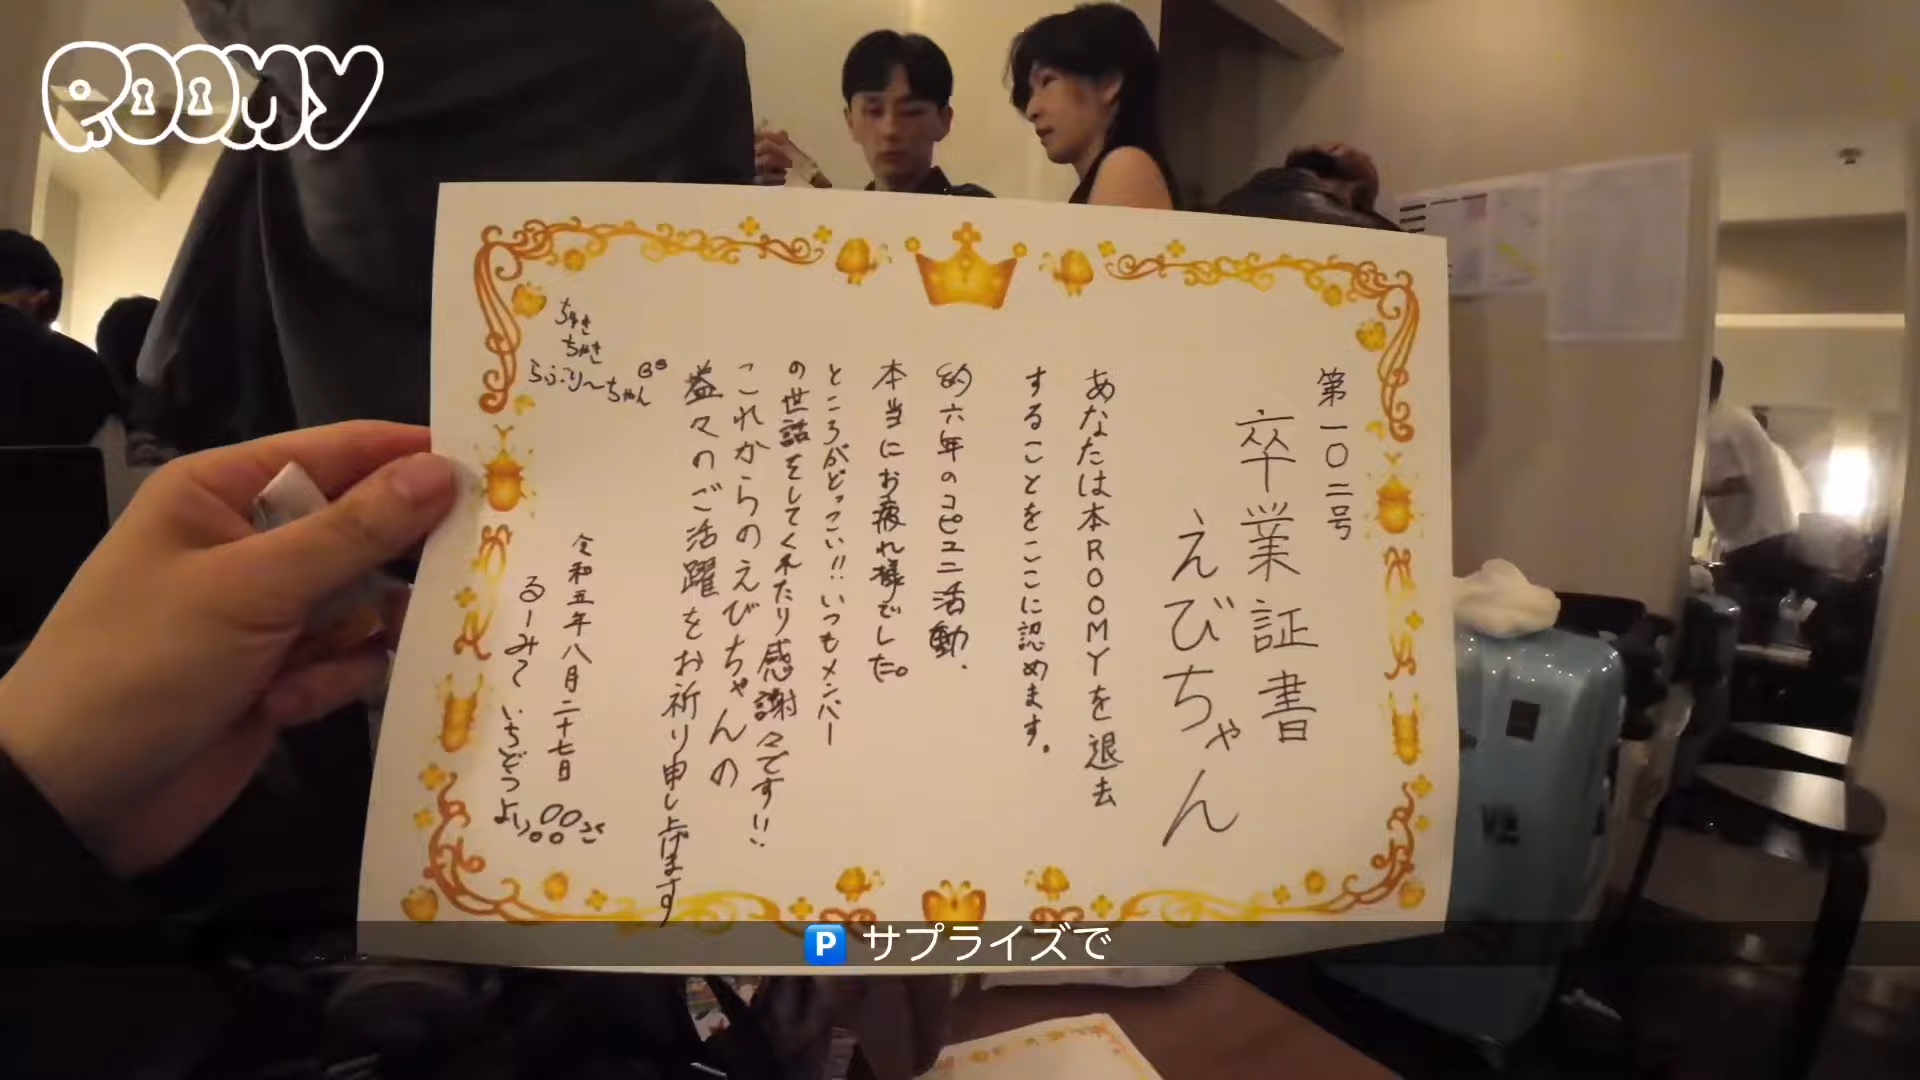 ROOMY
第一〇二号
卒業証書
えびちゃん
あなたは本ROOMYを退去
することをここに認めます。
約六年のコピユニ活動、
本当にお疲れ様でした。
ところがどっこい!!いつもメンバー
の世話をしてくれたり感謝々です!!
これからのえびちゃんの
益々のご活躍をお祈り申し上げます
令和五年八月二十七日
るーみて いちどう
より
ちゅき
ちゅき
らぶり〜ちゃん
P サプライズで